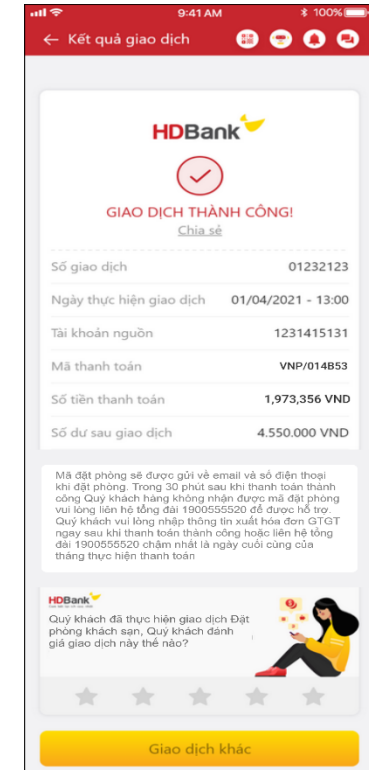 9:41 AM
100%
← Kết quả giao dịch
HDBank
GIAO DỊCH THÀNH CÔNG!
Chia sẻ
Số giao dịch 01232123
Ngày thực hiện giao dịch 01/04/2021 - 13:00
Tài khoản nguồn 1231415131
Mã thanh toán VNP/014B53
Số tiền thanh toán 1,973,356 VND
Số dư sau giao dịch 4.550.000 VND
Mã đặt phòng sẽ được gửi về email và số điện thoại
khi đặt phòng. Trong 30 phút sau khi thanh toán thành
công Quý khách hàng không nhận được mã đặt phòng
vui lòng liên hệ tổng đài 1900555520 để được hỗ trợ.
Quý khách vui lòng nhập thông tin xuất hóa đơn GTGT
ngay sau khi thanh toán thành công hoặc liên hệ tổng
đài 1900555520 chậm nhất là ngày cuối cùng của
tháng thực hiện thanh toán
HDBank
Quý khách đã thực hiện giao dịch Đặt
phòng khách sạn, Quý khách đánh
giá giao dịch này thế nào?
Giao dịch khác